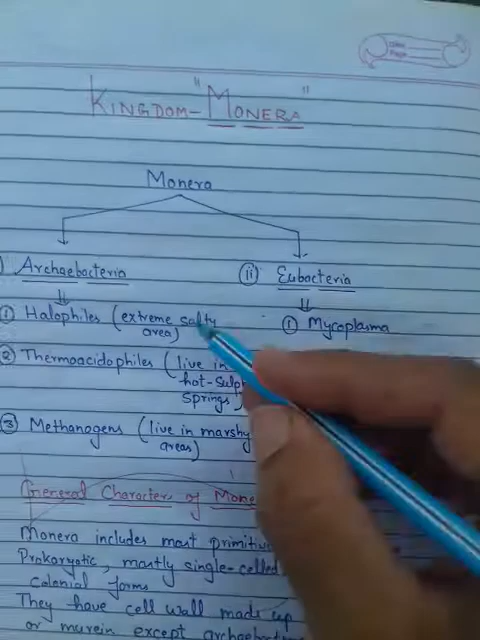 KINGDOM- "MONERA"
Monera
Archaebacteria
(ii) Eubacteria
① Halophiles (extreme salty area)
① Mycoplasma
② Thermoacidophiles (live in
hot-Sulph
Springs)
③ Methanogens (live in marshy
areas)
General Characters of Mone
Monera includes most primitive
Prokaryotic, mostly single-celled
colonial forms
They have cell wall made up
or murein except archaebac